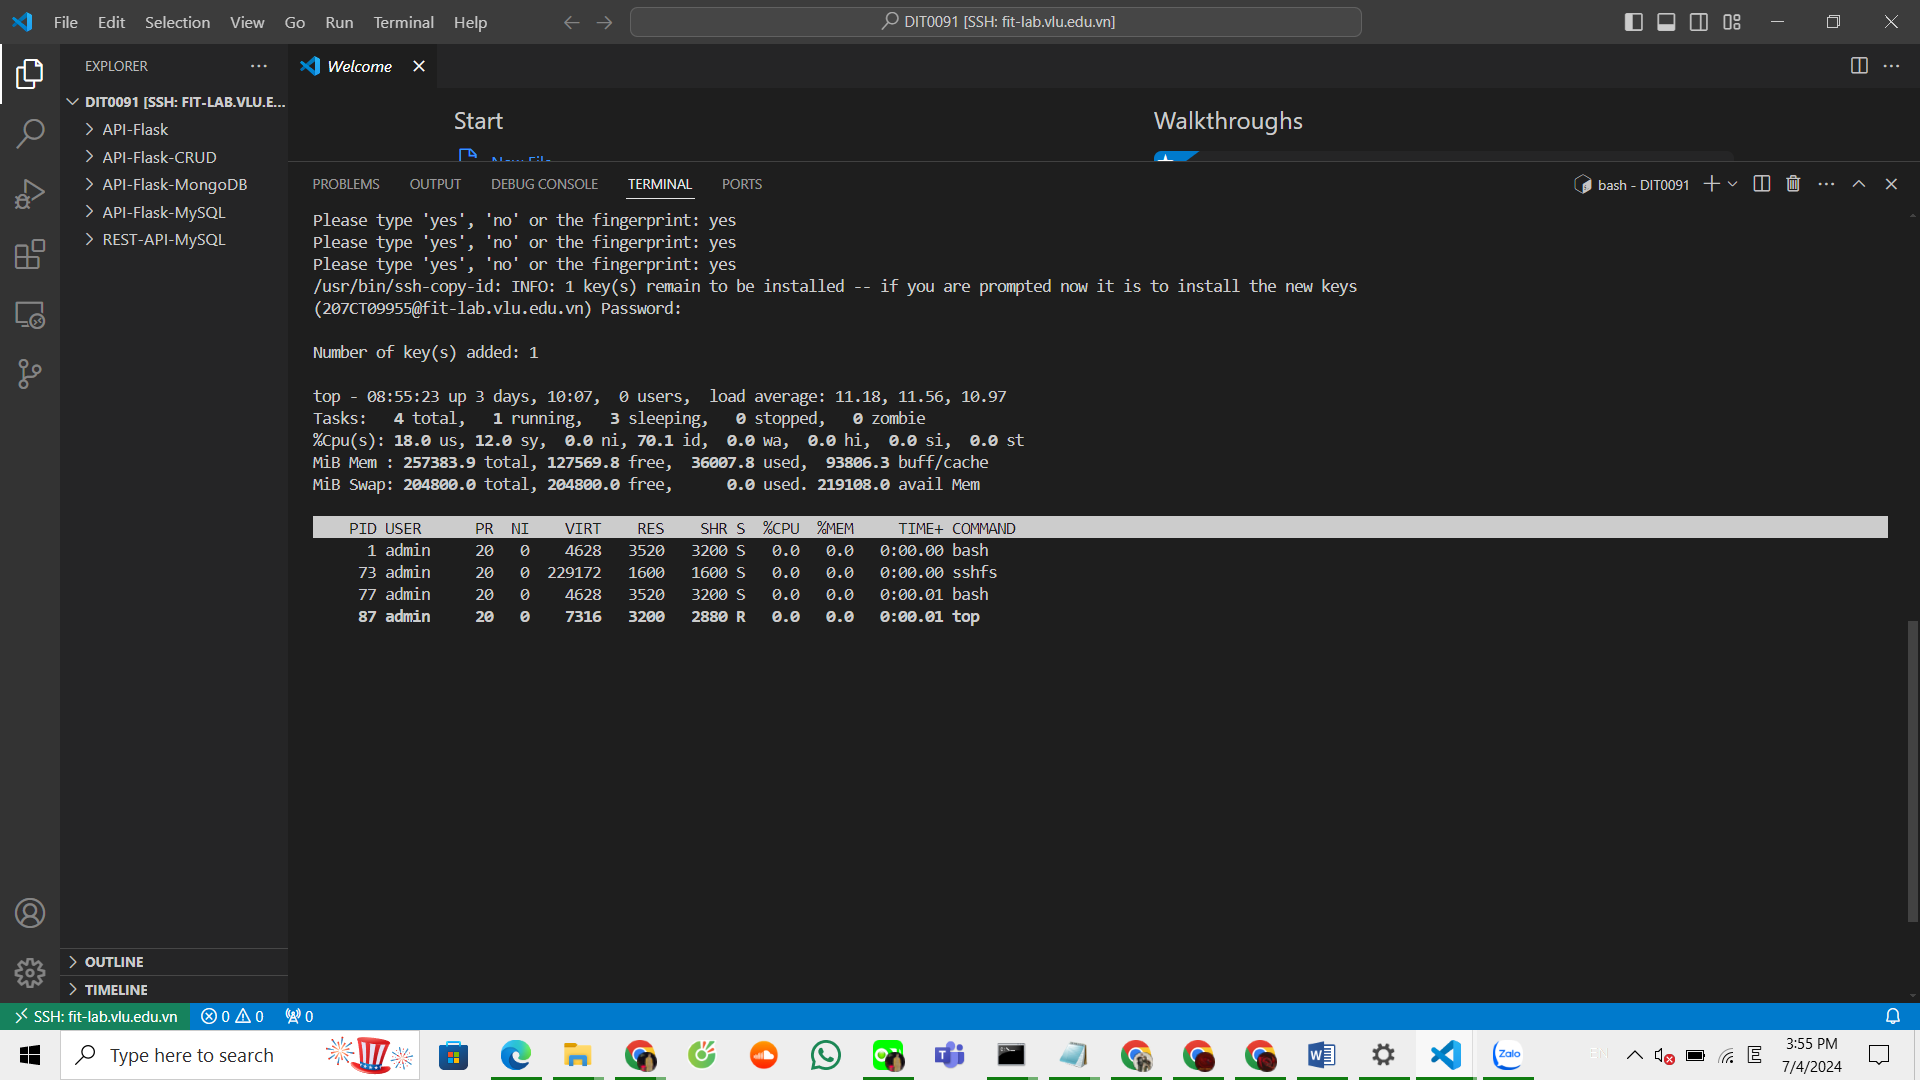 File Edit Selection View Go Run Terminal Help
DIT0091 [SSH: fit-lab.vlu.edu.vn]
EXPLORER
Welcome
DIT0091 [SSH: FIT-LAB.VLU.E...
API-Flask
API-Flask-CRUD
API-Flask-MongoDB
API-Flask-MySQL
REST-API-MySQL
Start
Walkthroughs
New File...
PROBLEMS OUTPUT DEBUG CONSOLE TERMINAL PORTS
bash - DIT0091
Please type 'yes', 'no' or the fingerprint: yes
Please type 'yes', 'no' or the fingerprint: yes
Please type 'yes', 'no' or the fingerprint: yes
/usr/bin/ssh-copy-id: INFO: 1 key(s) remain to be installed -- if you are prompted now it is to install the new keys
(207CT09955@fit-lab.vlu.edu.vn) Password:
Number of key(s) added: 1
top - 08:55:23 up 3 days, 10:07,  0 users,  load average: 11.18, 11.56, 10.97
Tasks:   4 total,   1 running,   3 sleeping,   0 stopped,   0 zombie
%Cpu(s): 18.0 us, 12.0 sy,  0.0 ni, 70.1 id,  0.0 wa,  0.0 hi,  0.0 si,  0.0 st
MiB Mem : 257383.9 total, 127569.8 free,  36007.8 used,  93806.3 buff/cache
MiB Swap: 204800.0 total, 204800.0 free,      0.0 used. 219108.0 avail Mem
PID USER      PR  NI    VIRT    RES    SHR S  %CPU  %MEM     TIME+ COMMAND
1 admin     20   0    4628   3520   3200 S   0.0   0.0   0:00.00 bash
73 admin     20   0  229172   1600   1600 S   0.0   0.0   0:00.00 sshfs
77 admin     20   0    4628   3520   3200 S   0.0   0.0   0:00.01 bash
87 admin     20   0    7316   3200   2880 R   0.0   0.0   0:00.01 top
OUTLINE
TIMELINE
SSH: fit-lab.vlu.edu.vn 0 0 0
Type here to search
Zalo
3:55 PM
7/4/2024